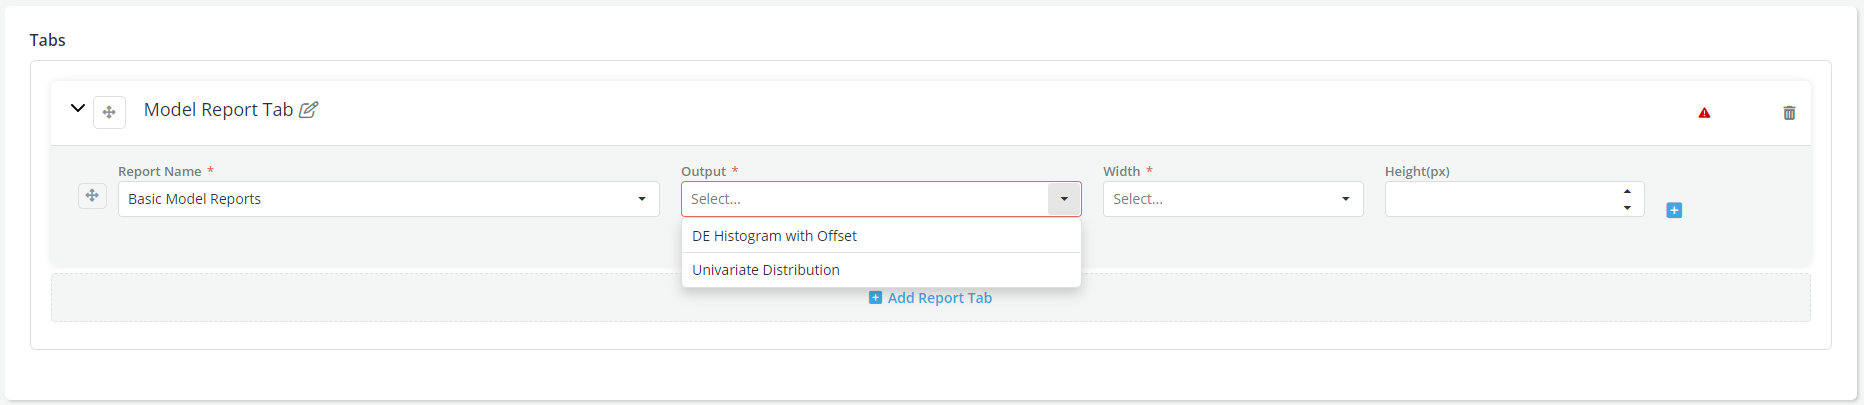 Tabs
Model Report Tab
Report Name * Output * Width * Height(px)
Basic Model Reports Select... Select...
DE Histogram with Offset
Univariate Distribution
Add Report Tab